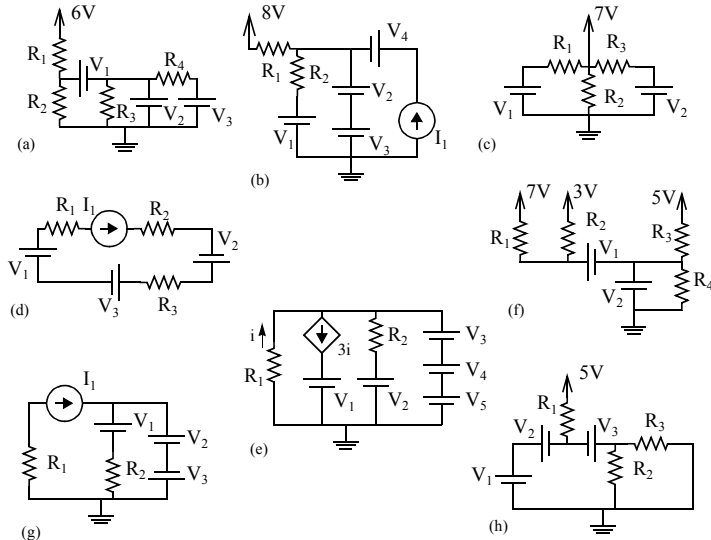 6V
R1
V1
R4
R2
R3
V2
V3
(a)
8V
V4
R1
R2
V2
V1
V3
I1
(b)
7V
R1
R3
V1
R2
V2
(c)
R1
I1
R2
V1
V2
V3
R3
(d)
i
3i
R2
V3
R1
V4
V1
V2
V5
(e)
7V
3V
5V
R1
R2
V1
R3
V2
R4
(f)
I1
V1
V2
R1
R2
V3
(g)
5V
R1
V2
V3
R3
V1
R2
(h)